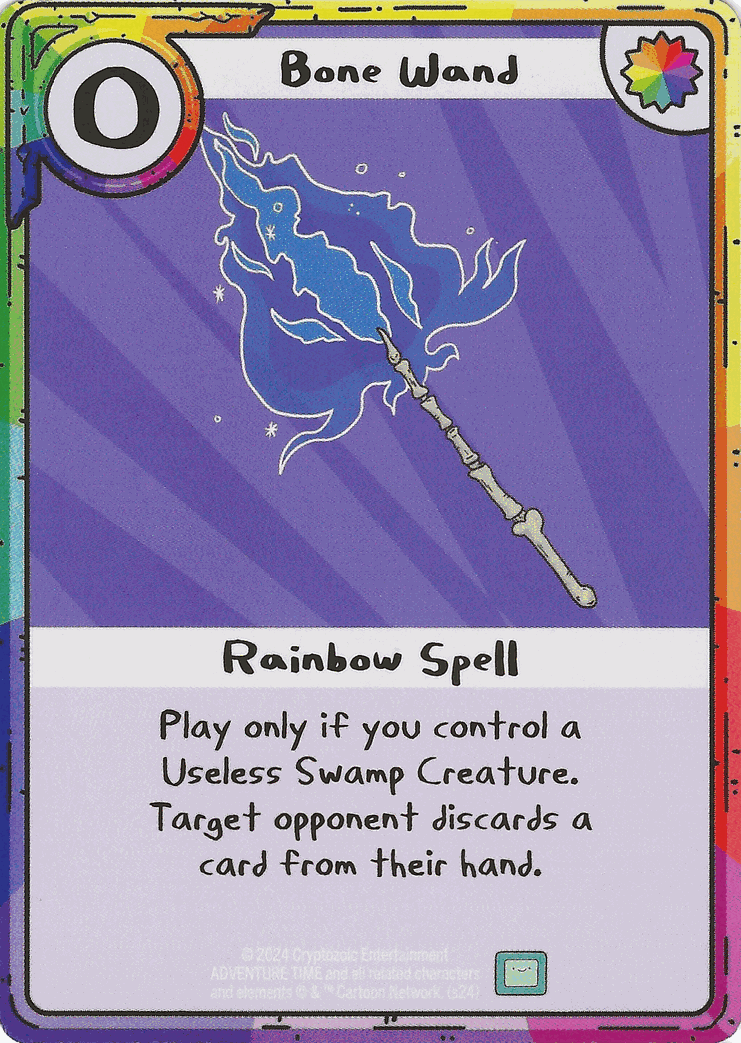 0
Bone Wand
Rainbow Spell
Play only if you control a
Useless Swamp Creature.
Target opponent discards a
card from their hand.
© 2024 Cryptozoic Entertainment
ADVENTURE TIME and all related characters
and elements © & ™ Cartoon Network. (s24)